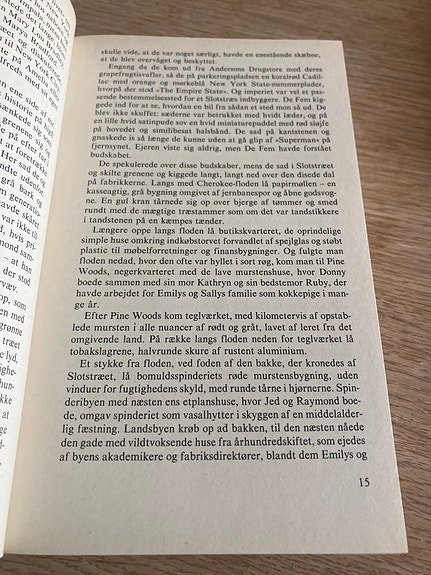 skulle vide, at de var noget særligt, havde en enestående skæbne,
at de blev overvåget og beskyttet.
Engang da de kom ud fra Andersons Drugstore med deres
grapefrugtisvafler, så de på parkeringspladsen en koralrød Cadil-
lac med orange og mørkeblå New York State-nummerplader,
hvorpå der stod »The Empire State«. Og imperiet var vel et pas-
sende bestemmelsessted for et Slotstræs indbyggere. De Fem kig-
gede ind for at se, hvordan en bil fra sådan et sted mon så ud. De
blev ikke skuffet: sæderne var betrukket med hvidt læder, og på
en lille gul satinpude sov en hvid miniaturepuddel med rød sløjfe
på hovedet og similibesat halsbånd. De sad på kantstenen og
gnaskede is så længe de kunne uden at gå glip af »Superman« på
fjernsynet. Ejeren viste sig aldrig, men De Fem havde forstået
budskabet.
De spekulerede over disse budskaber, mens de sad i Slotstræet
og skilte grenene og kiggede langt, langt ned over den disede dal
på fabrikkerne. Langs med Cherokee-floden lå papirmøllen – en
kasseagtig, grå bygning omgivet af jernbanespor og åbne godsvog-
ne. En gul kran tårnede sig op over bjerge af tømmer og smed
rundt med de mægtige træstammer som om det var tandstikkere
i tandstenen på en kæmpes tænder.
Længere oppe langs floden lå butikskvarteret, de oprindelige
simple huse omkring indkøbstorvet forvandlet af spejlglas og støbt
plastic til møbelforretninger og finansbygninger. Og fulgte man
floden nedad, hvor den ofte var hyllet i sort røg, kom man til Pine
Woods, negerkvarteret med de lave murstenshuse, hvor Donny
boede sammen med sin mor Kathryn og sin bedstemor Ruby, der
havde arbejdet for Emilys og Sallys familie som kokkepige i man-
ge år.
Efter Pine Woods kom teglværket, med kilometervis af opstab-
lede mursten i alle nuancer af rødt og gråt, lavet af leret fra det
omgivende land. På række langs floden neden for teglværket lå
tobakslagrene, halvrunde skure af rustent aluminium.
Et stykke fra floden, ved foden af den bakke, der kronedes af
Slotstræet, lå bomuldsspinderiets røde murstensbygning, uden
vinduer for fugtighedens skyld, med runde tårne i hjørnerne. Spin-
deribyen med næsten ens etplanshuse, hvor Jed og Raymond boe-
de, omgav spinderiet som vasalhytter i skyggen af en middelalder-
lig fæstning. Landsbyen krøb op ad bakken, til den næsten nåede
den gade med vildtvoksende huse fra århundredskiftet, som ejedes
af byens akademikere og fabriksdirektører, blandt dem Emilys og
15